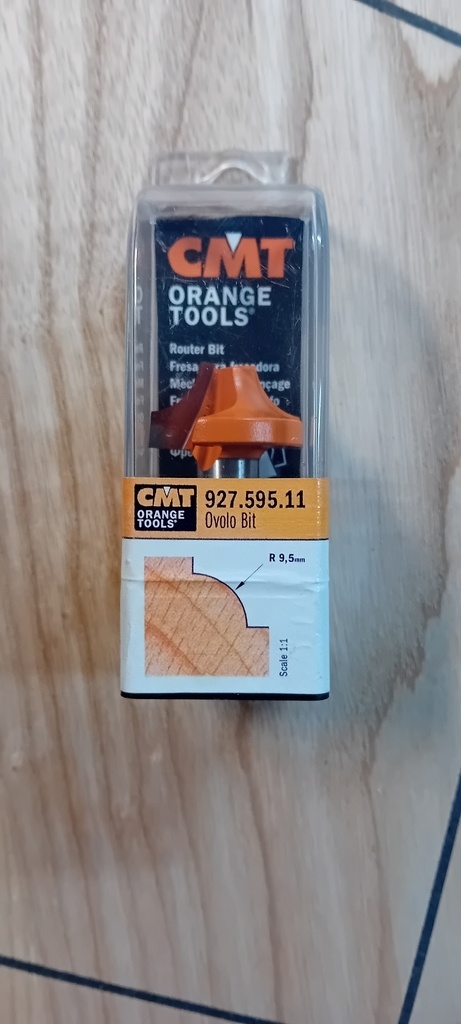 CMT
ORANGE
TOOLS®
Router Bit
CMT
ORANGE
TOOLS®
927.595.11
Ovolo Bit
R 9,5mm
Scale 1:1